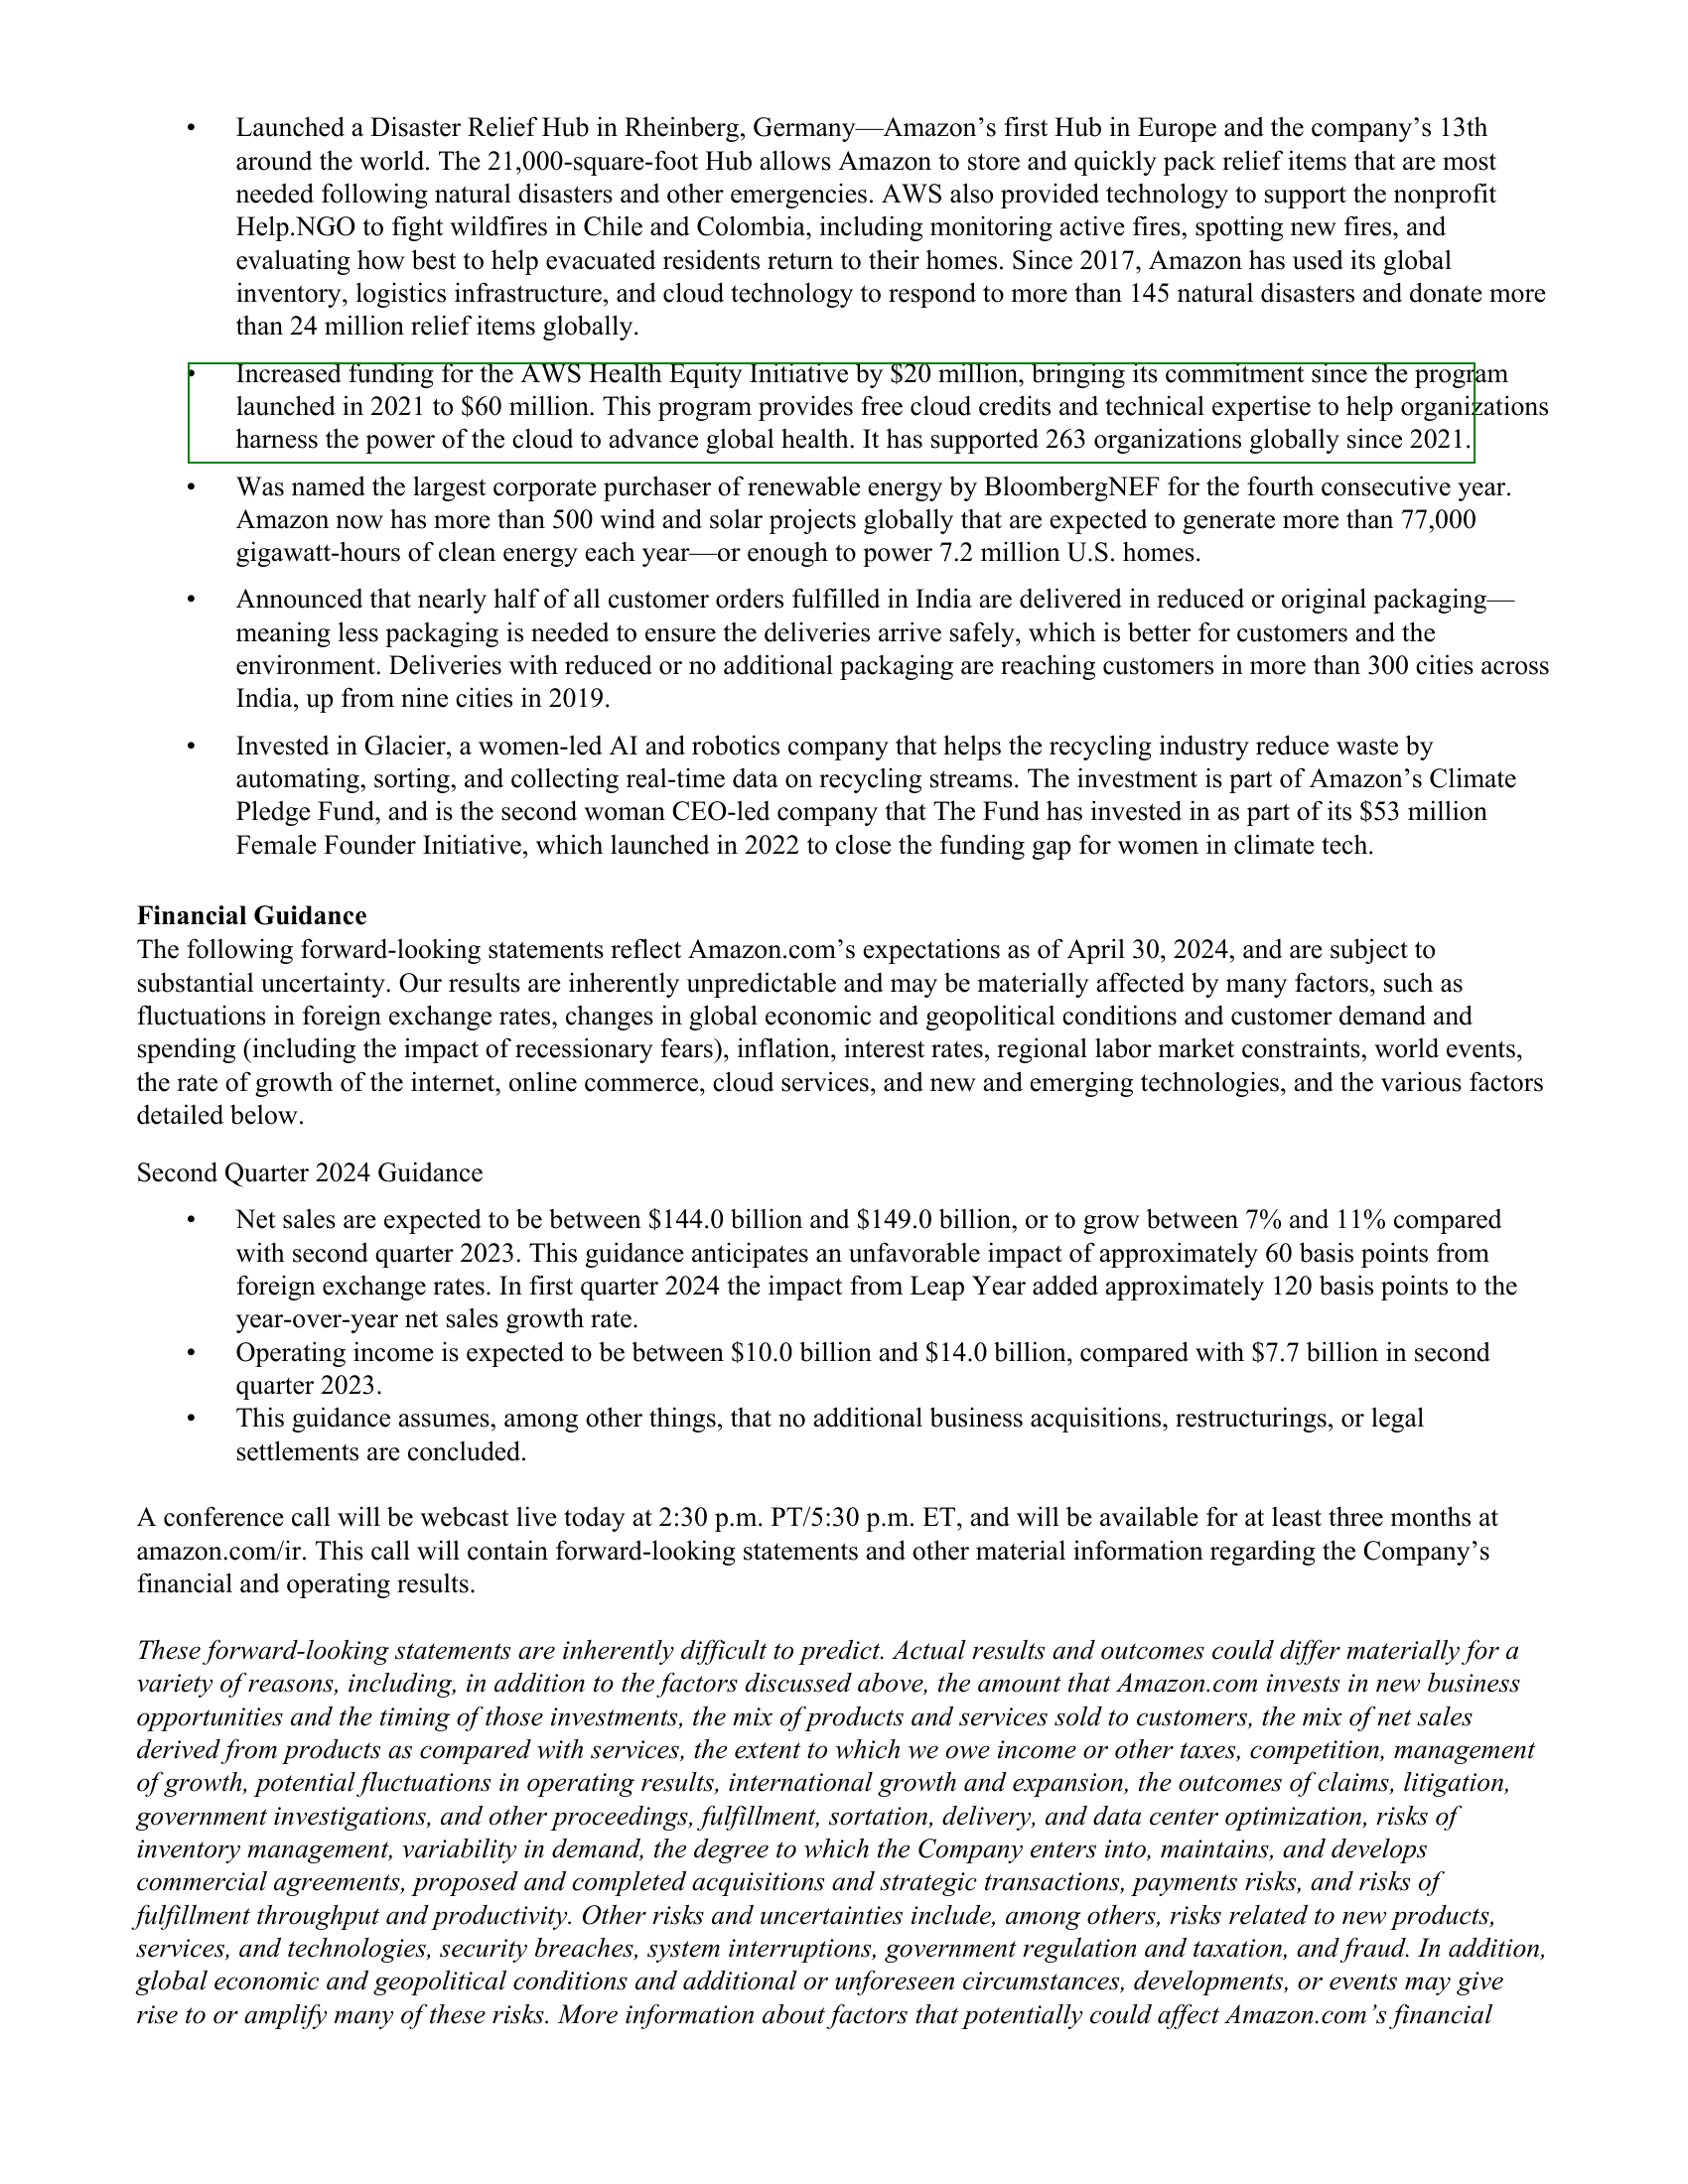 • Launched a Disaster Relief Hub in Rheinberg, Germany—Amazon’s first Hub in Europe and the company’s 13th
around the world. The 21,000-square-foot Hub allows Amazon to store and quickly pack relief items that are most
needed following natural disasters and other emergencies. AWS also provided technology to support the nonprofit
Help.NGO to fight wildfires in Chile and Colombia, including monitoring active fires, spotting new fires, and
evaluating how best to help evacuated residents return to their homes. Since 2017, Amazon has used its global
inventory, logistics infrastructure, and cloud technology to respond to more than 145 natural disasters and donate more
than 24 million relief items globally.
• Increased funding for the AWS Health Equity Initiative by $20 million, bringing its commitment since the program
launched in 2021 to $60 million. This program provides free cloud credits and technical expertise to help organizations
harness the power of the cloud to advance global health. It has supported 263 organizations globally since 2021.
• Was named the largest corporate purchaser of renewable energy by BloombergNEF for the fourth consecutive year.
Amazon now has more than 500 wind and solar projects globally that are expected to generate more than 77,000
gigawatt-hours of clean energy each year—or enough to power 7.2 million U.S. homes.
• Announced that nearly half of all customer orders fulfilled in India are delivered in reduced or original packaging—
meaning less packaging is needed to ensure the deliveries arrive safely, which is better for customers and the
environment. Deliveries with reduced or no additional packaging are reaching customers in more than 300 cities across
India, up from nine cities in 2019.
• Invested in Glacier, a women-led AI and robotics company that helps the recycling industry reduce waste by
automating, sorting, and collecting real-time data on recycling streams. The investment is part of Amazon’s Climate
Pledge Fund, and is the second woman CEO-led company that The Fund has invested in as part of its $53 million
Female Founder Initiative, which launched in 2022 to close the funding gap for women in climate tech.
Financial Guidance
The following forward-looking statements reflect Amazon.com’s expectations as of April 30, 2024, and are subject to
substantial uncertainty. Our results are inherently unpredictable and may be materially affected by many factors, such as
fluctuations in foreign exchange rates, changes in global economic and geopolitical conditions and customer demand and
spending (including the impact of recessionary fears), inflation, interest rates, regional labor market constraints, world events,
the rate of growth of the internet, online commerce, cloud services, and new and emerging technologies, and the various factors
detailed below.
Second Quarter 2024 Guidance
• Net sales are expected to be between $144.0 billion and $149.0 billion, or to grow between 7% and 11% compared
with second quarter 2023. This guidance anticipates an unfavorable impact of approximately 60 basis points from
foreign exchange rates. In first quarter 2024 the impact from Leap Year added approximately 120 basis points to the
year-over-year net sales growth rate.
• Operating income is expected to be between $10.0 billion and $14.0 billion, compared with $7.7 billion in second
quarter 2023.
• This guidance assumes, among other things, that no additional business acquisitions, restructurings, or legal
settlements are concluded.
A conference call will be webcast live today at 2:30 p.m. PT/5:30 p.m. ET, and will be available for at least three months at
amazon.com/ir. This call will contain forward-looking statements and other material information regarding the Company’s
financial and operating results.
These forward-looking statements are inherently difficult to predict. Actual results and outcomes could differ materially for a
variety of reasons, including, in addition to the factors discussed above, the amount that Amazon.com invests in new business
opportunities and the timing of those investments, the mix of products and services sold to customers, the mix of net sales
derived from products as compared with services, the extent to which we owe income or other taxes, competition, management
of growth, potential fluctuations in operating results, international growth and expansion, the outcomes of claims, litigation,
government investigations, and other proceedings, fulfillment, sortation, delivery, and data center optimization, risks of
inventory management, variability in demand, the degree to which the Company enters into, maintains, and develops
commercial agreements, proposed and completed acquisitions and strategic transactions, payments risks, and risks of
fulfillment throughput and productivity. Other risks and uncertainties include, among others, risks related to new products,
services, and technologies, security breaches, system interruptions, government regulation and taxation, and fraud. In addition,
global economic and geopolitical conditions and additional or unforeseen circumstances, developments, or events may give
rise to or amplify many of these risks. More information about factors that potentially could affect Amazon.com’s financial